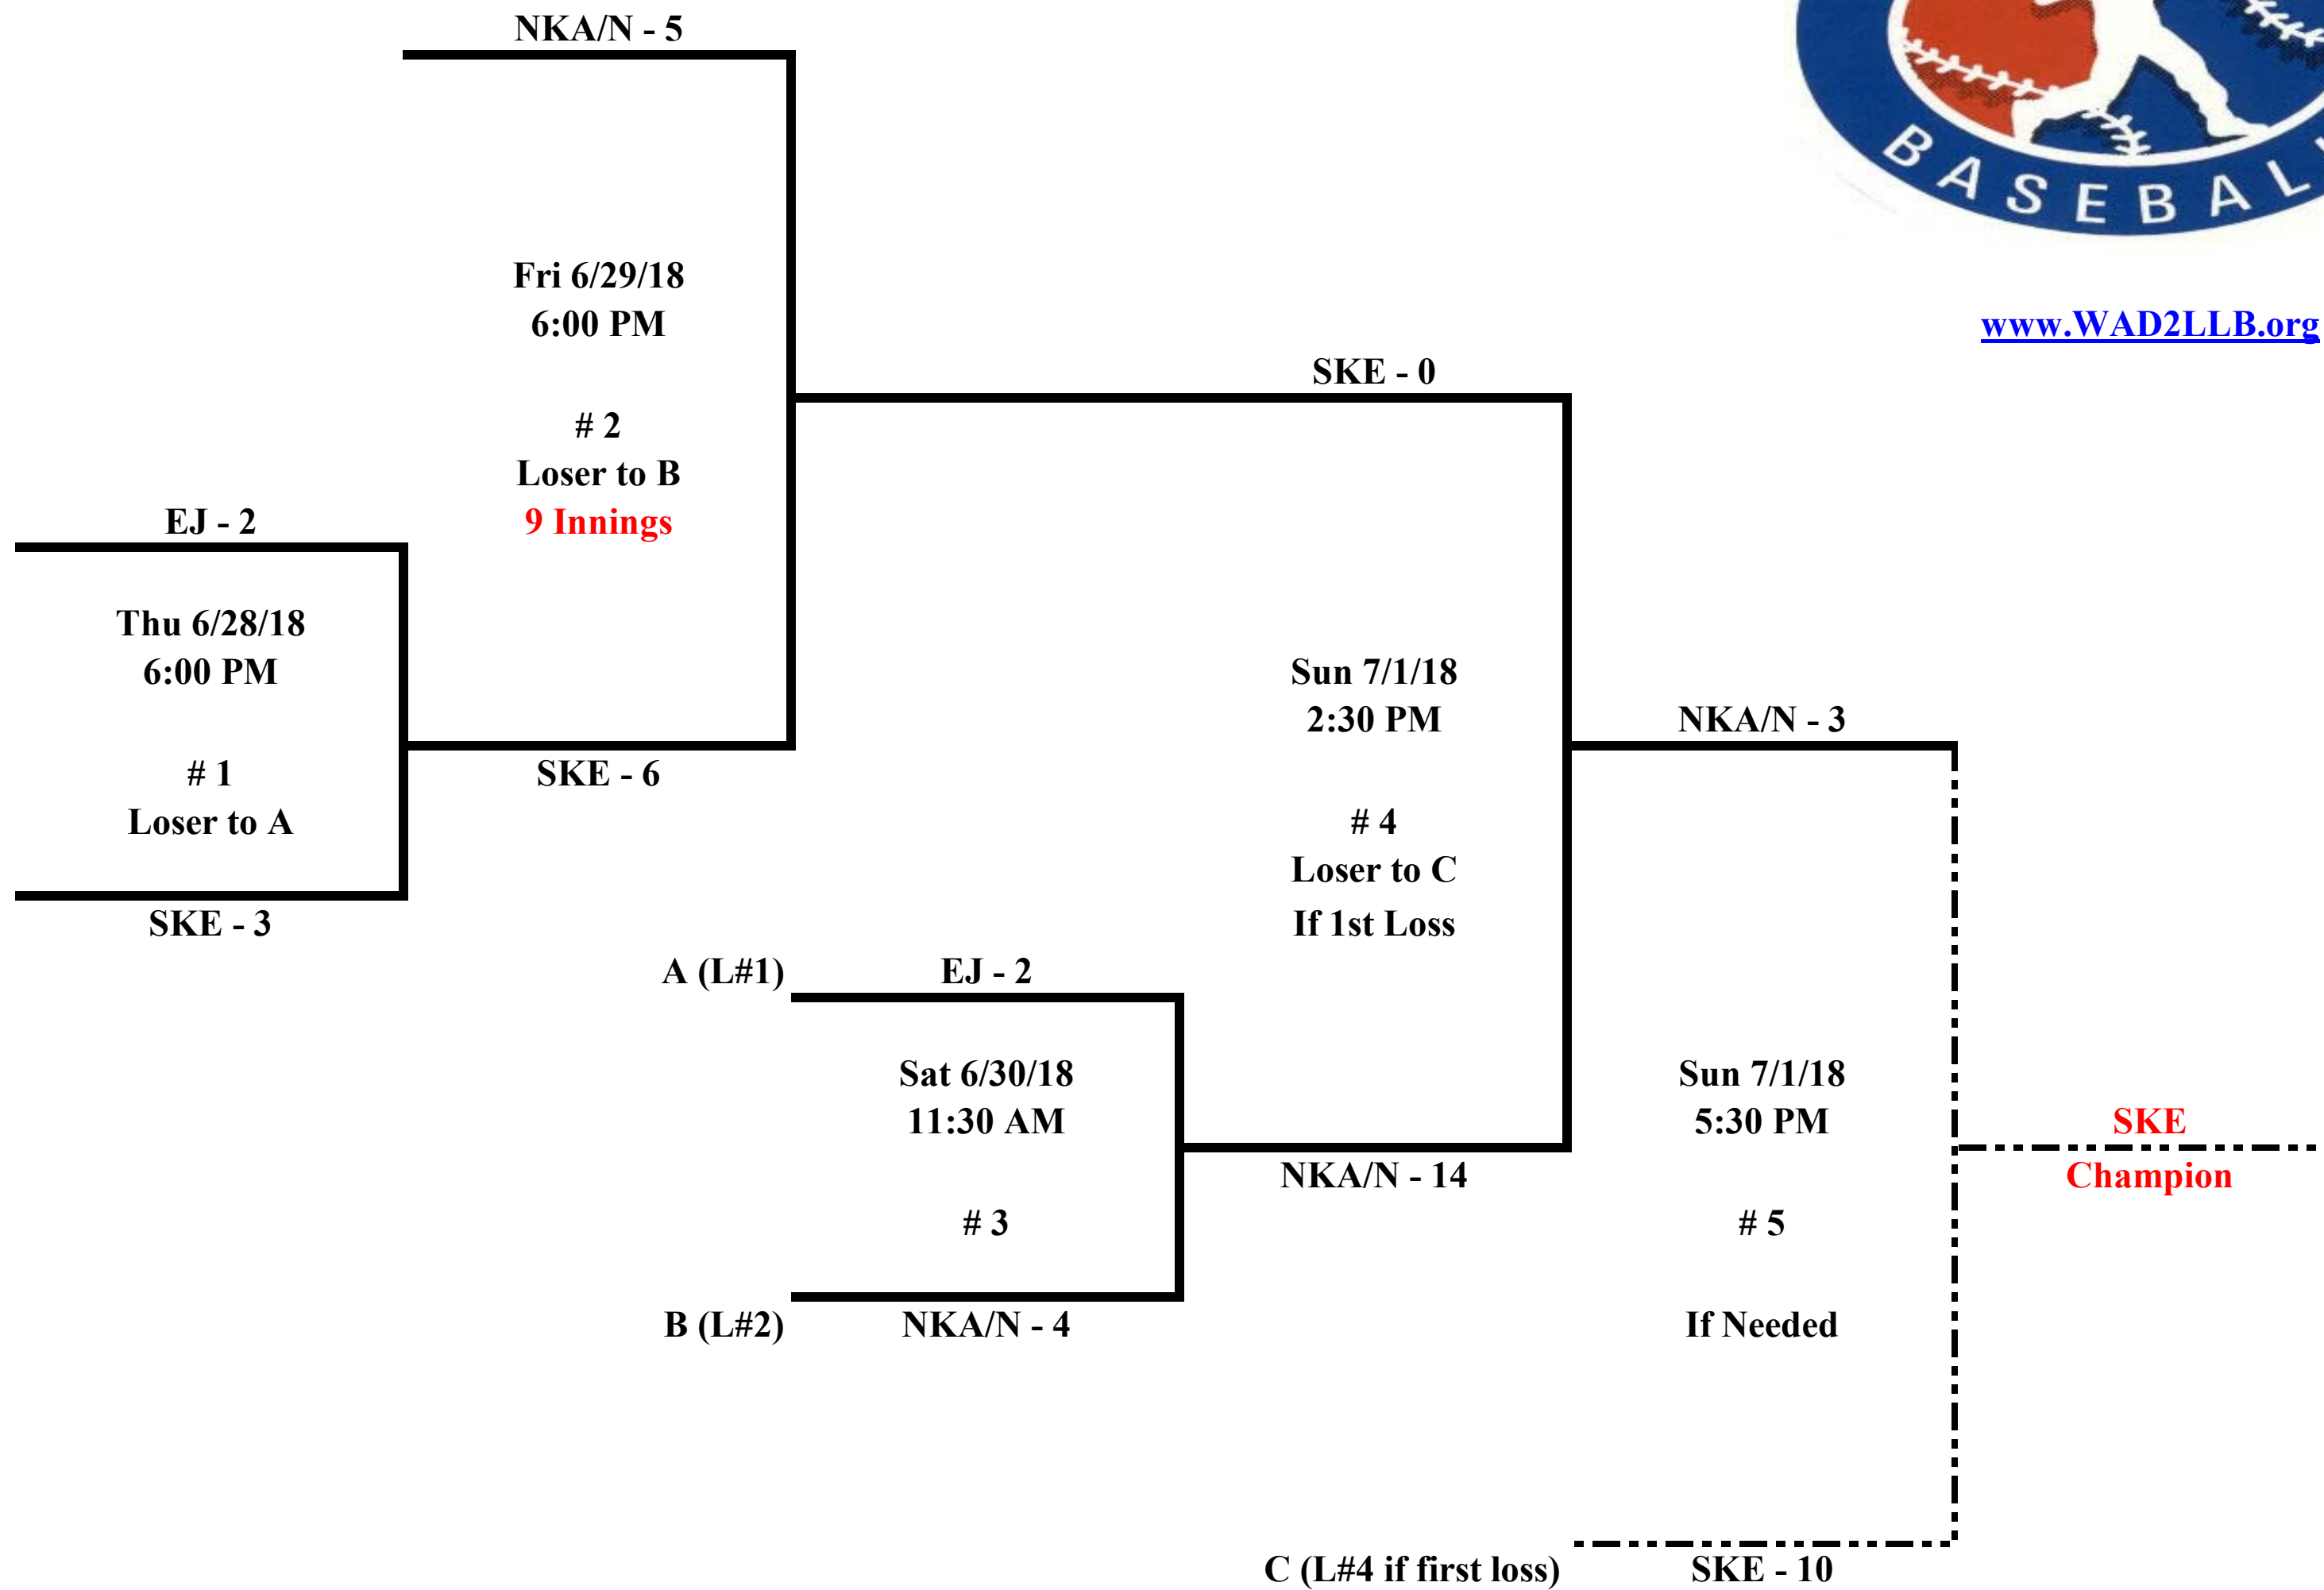 NKA/N - 5
BASEBAL
Fri 6/29/18
6:00 PM
www.WAD2LLB.org
SKE - 0
# 2
Loser to B
9 Innings
EJ - 2
Thu 6/28/18
6:00 PM
# 1
Loser to A
SKE - 3
SKE - 6
Sun 7/1/18
2:30 PM
# 4
Loser to C
If 1st Loss
NKA/N - 3
A (L#1)
EJ - 2
Sat 6/30/18
11:30 AM
# 3
B (L#2)
NKA/N - 4
NKA/N - 14
Sun 7/1/18
5:30 PM
# 5
If Needed
SKE
Champion
C (L#4 if first loss)
SKE - 10